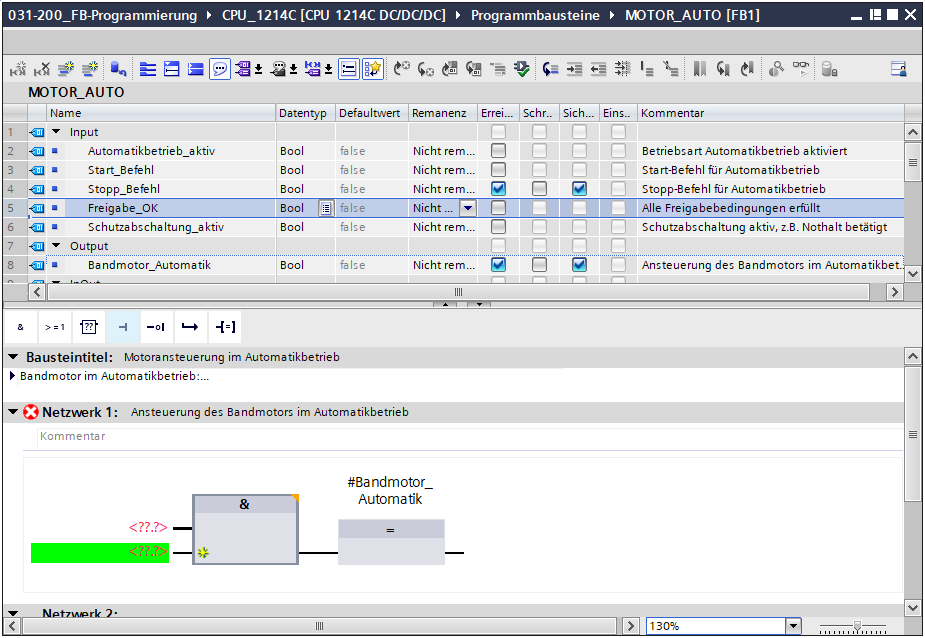 031-200_FB-Programmierung ▸ CPU_1214C [CPU 1214C DC/DC/DC] ▸ Programmbausteine ▸ MOTOR_AUTO [FB1]
MOTOR_AUTO
Name Datentyp Defaultwert Remanenz Errei... Schr.. Sich... Eins.. Kommentar
1 Input
2 Automatikbetrieb_aktiv Bool false Nicht rem... Betriebsart Automatikbetrieb aktiviert
3 Start_Befehl Bool false Nicht rem... Start-Befehl für Automatikbetrieb
4 Stopp_Befehl Bool false Nicht rem... Stopp-Befehl für Automatikbetrieb
5 Freigabe_OK Bool false Nicht ... Alle Freigabebedingungen erfüllt
6 Schutzabschaltung_aktiv Bool false Nicht rem... Schutzabschaltung aktiv, z.B. Nothalt betätigt
7 Output
8 Bandmotor_Automatik Bool false Nicht rem... Ansteuerung des Bandmotors im Automatikbet..
9 InOut
& >=1 ??
Bausteintitel: Motoransteuerung im Automatikbetrieb
Bandmotor im Automatikbetrieb:...
Netzwerk 1: Ansteuerung des Bandmotors im Automatikbetrieb
Kommentar
#Bandmotor_
Automatik
& =
<??.?>
<??.?>
Netzwerk 2:
130%